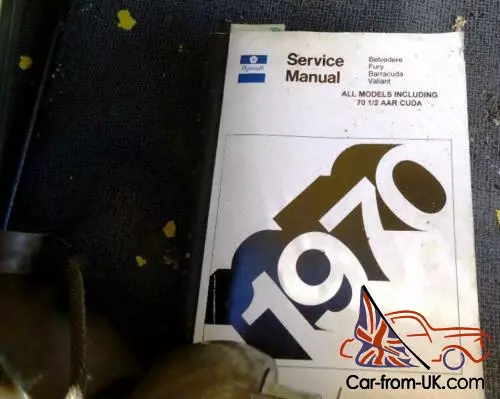 Plymouth
Service
Manual
Belvedere
Fury
Barracuda
Valiant
ALL MODELS INCLUDING
70 1/2 AAR CUDA
1970
Car-from-UK.com